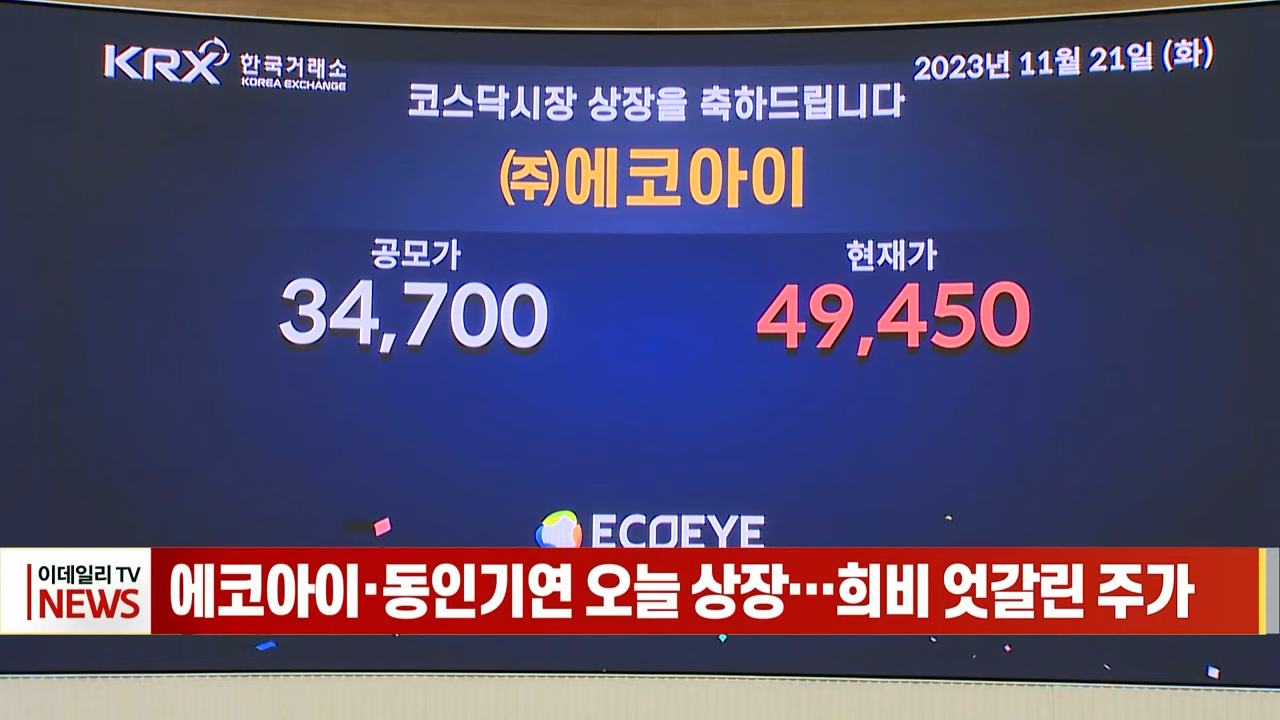 KRX 한국거래소
KOREA EXCHANGE
2023년 11월 21일 (화)
코스닥시장 상장을 축하드립니다
㈜에코아이
공모가
현재가
34,700
49,450
ECOEYE
이데일리 TV
NEWS
에코아이·동인기연 오늘 상장…희비 엇갈린 주가